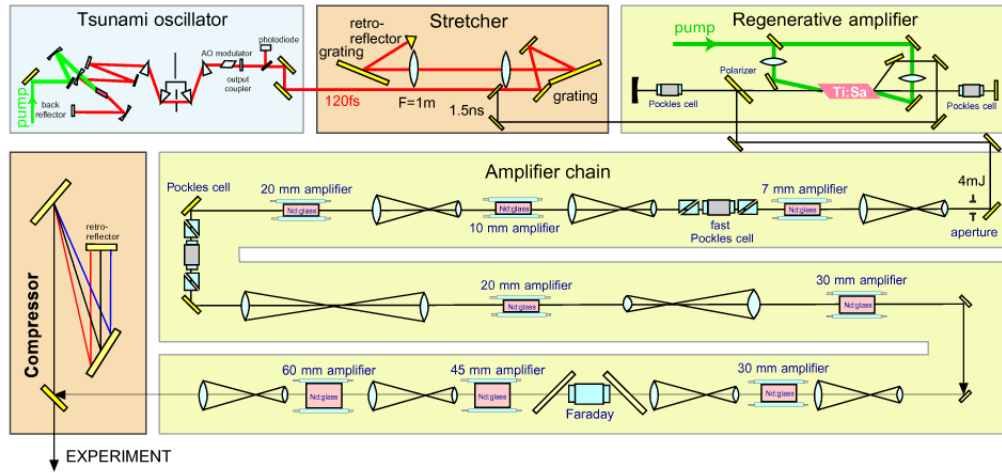 Tsunami oscillator
photodiode
AO modulator
output
coupler
back
reflector
pump
Stretcher
retro-
reflector
grating
F=1m
120fs
1.5ns
grating
Regenerative amplifier
pump
Polarizer
Pockels cell
Ti:Sa
Pockels cell
Amplifier chain
Pockles cell
20 mm amplifier
Nd:glass
Nd:glass
10 mm amplifier
fast
Pockels cell
7 mm amplifier
Nd:glass
4mJ
aperture
20 mm amplifier
Nd:glass
30 mm amplifier
Nd:glass
60 mm amplifier
Nd:glass
45 mm amplifier
Nd:glass
Faraday
30 mm amplifier
Nd:glass
retro-
reflector
Compressor
EXPERIMENT